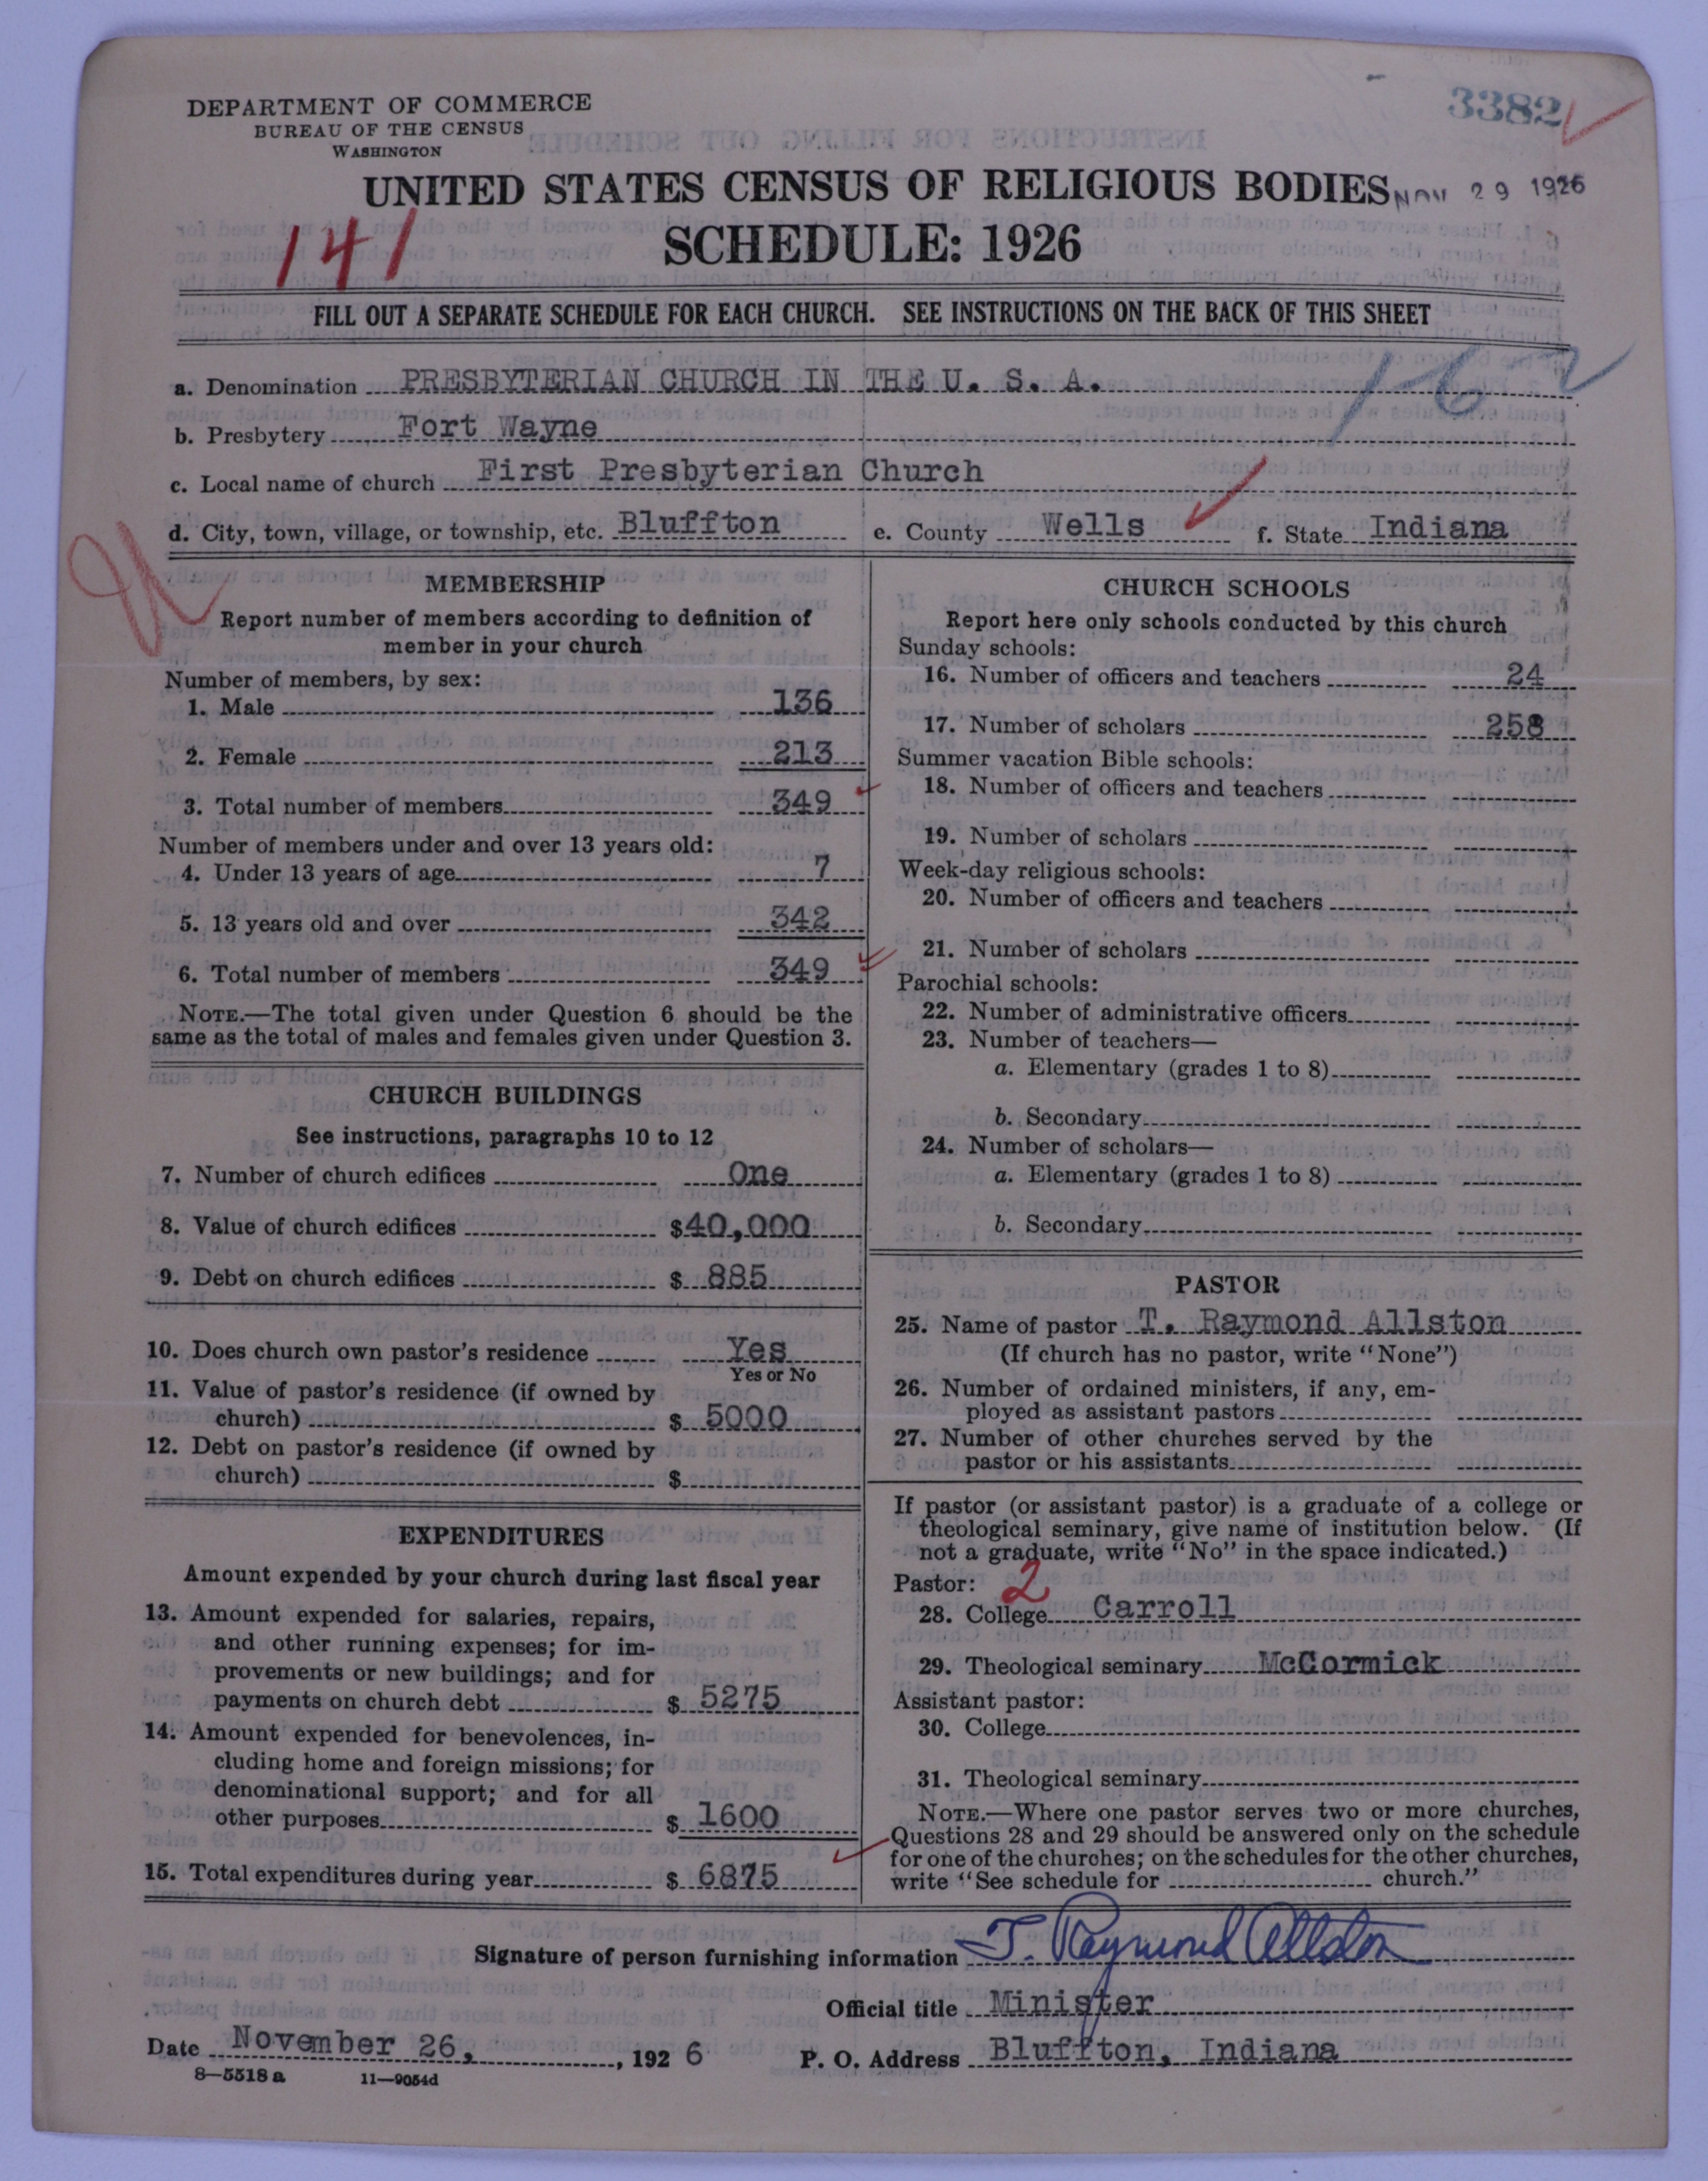 DEPARTMENT OF COMMERCE
BUREAU OF THE CENSUS
WASHINGTON
3382
UNITED STATES CENSUS OF RELIGIOUS BODIES
NOV 29 1926
141
SCHEDULE: 1926
FILL OUT A SEPARATE SCHEDULE FOR EACH CHURCH. SEE INSTRUCTIONS ON THE BACK OF THIS SHEET
a. Denomination PRESBYTERIAN CHURCH IN THE U. S. A.
162
b. Presbytery Fort Wayne
c. Local name of church First Presbyterian Church
d. City, town, village, or township, etc. Bluffton e. County Wells f. State Indiana
MEMBERSHIP
Report number of members according to definition of
member in your church
Number of members, by sex:
1. Male 136
2. Female 213
3. Total number of members 349
Number of members under and over 13 years old:
4. Under 13 years of age 7
5. 13 years old and over 342
6. Total number of members 349
NOTE.—The total given under Question 6 should be the
same as the total of males and females given under Question 3.
CHURCH BUILDINGS
See instructions, paragraphs 10 to 12
7. Number of church edifices One
8. Value of church edifices $40,000
9. Debt on church edifices $ 885
10. Does church own pastor's residence Yes
Yes or No
11. Value of pastor's residence (if owned by
church) $ 5000
12. Debt on pastor's residence (if owned by
church) $
EXPENDITURES
Amount expended by your church during last fiscal year
13. Amount expended for salaries, repairs,
and other running expenses; for im-
provements or new buildings; and for
payments on church debt $ 5275
14. Amount expended for benevolences, in-
cluding home and foreign missions; for
denominational support; and for all
other purposes $ 1600
15. Total expenditures during year $ 6875
CHURCH SCHOOLS
Report here only schools conducted by this church
Sunday schools:
16. Number of officers and teachers 24
17. Number of scholars 258
Summer vacation Bible schools:
18. Number of officers and teachers
19. Number of scholars
Week-day religious schools:
20. Number of officers and teachers
21. Number of scholars
Parochial schools:
22. Number of administrative officers
23. Number of teachers—
a. Elementary (grades 1 to 8)
b. Secondary
24. Number of scholars—
a. Elementary (grades 1 to 8)
b. Secondary
PASTOR
25. Name of pastor T. Raymond Allston
(If church has no pastor, write "None")
26. Number of ordained ministers, if any, em-
ployed as assistant pastors
27. Number of other churches served by the
pastor or his assistants
If pastor (or assistant pastor) is a graduate of a college or
theological seminary, give name of institution below. (If
not a graduate, write "No" in the space indicated.)
Pastor: 2
28. College Carroll
29. Theological seminary McCormick
Assistant pastor:
30. College
31. Theological seminary
NOTE.—Where one pastor serves two or more churches,
Questions 28 and 29 should be answered only on the schedule
for one of the churches; on the schedules for the other churches,
write "See schedule for church."
Signature of person furnishing information T. Raymond Allston
Official title Minister
Date November 26, , 1926 P. O. Address Bluffton, Indiana
8—5518 a 11—9054d